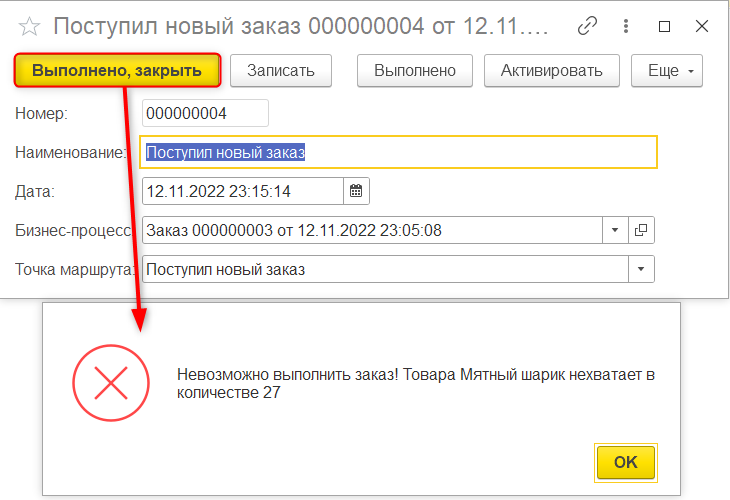 Поступил новый заказ 000000004 от 12.11....
Выполнено, закрыть Записать Выполнено Активировать Еще
Номер: 000000004
Наименование: Поступил новый заказ
Дата: 12.11.2022 23:15:14
Бизнес-процесс: Заказ 000000003 от 12.11.2022 23:05:08
Точка маршрута: Поступил новый заказ
Невозможно выполнить заказ! Товара Мятный шарик нехватает в
количестве 27
OK